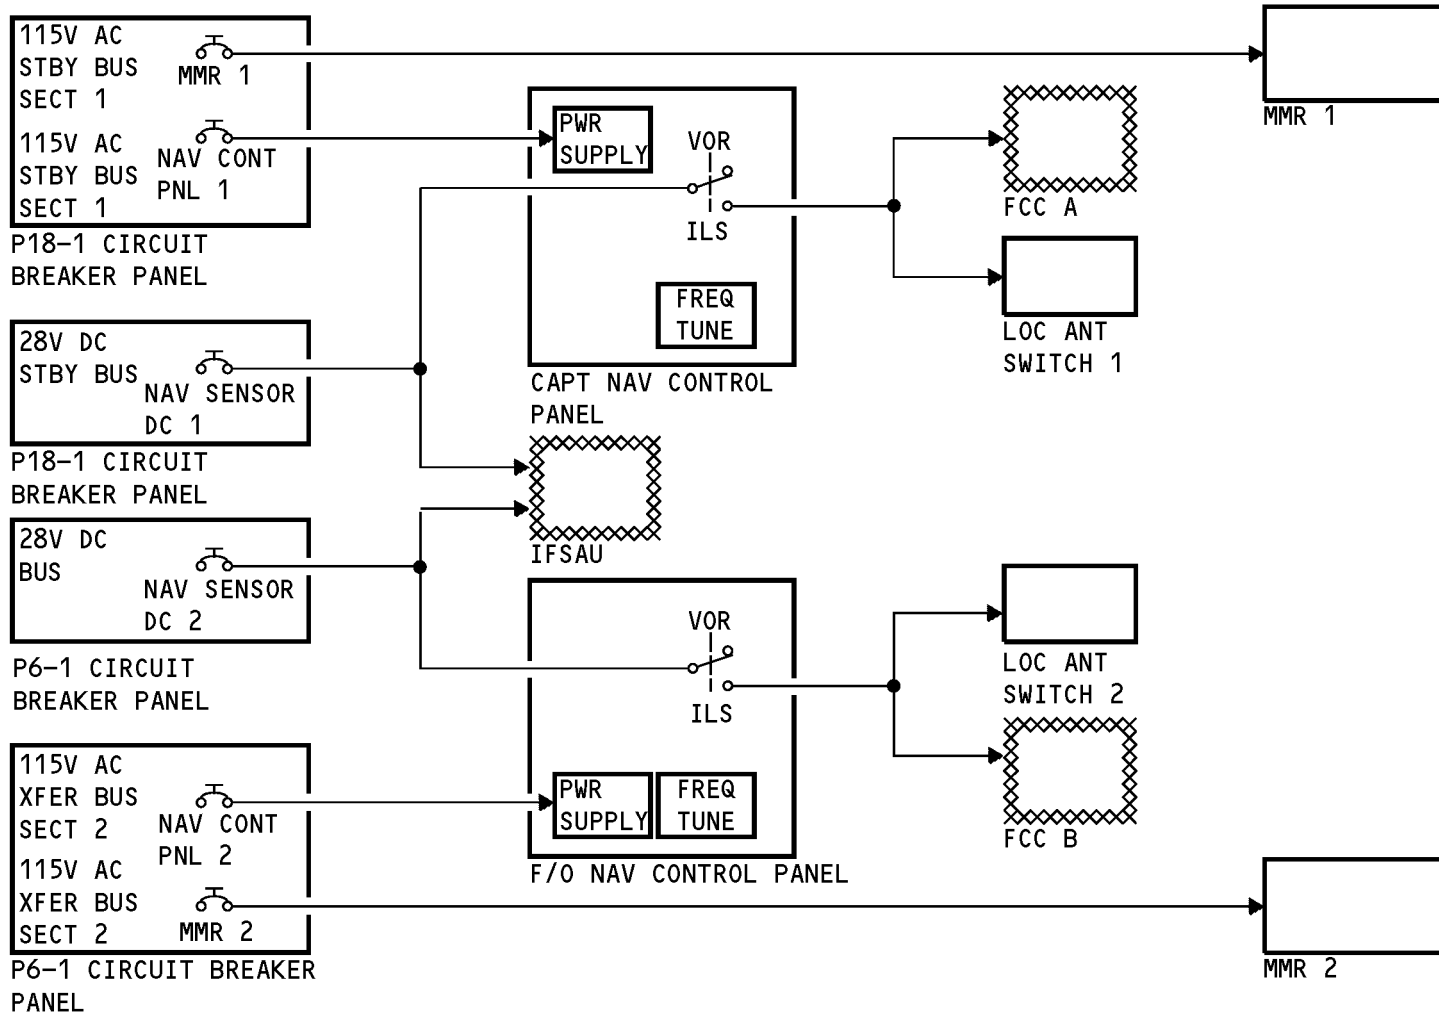 115V AC
STBY BUS
SECT 1
MMR 1
115V AC
STBY BUS
SECT 1
NAV CONT
PNL 1
P18-1 CIRCUIT
BREAKER PANEL
28V DC
STBY BUS
NAV SENSOR
DC 1
P18-1 CIRCUIT
BREAKER PANEL
28V DC
BUS
NAV SENSOR
DC 2
P6-1 CIRCUIT
BREAKER PANEL
115V AC
XFER BUS
SECT 2
NAV CONT
PNL 2
115V AC
XFER BUS
SECT 2
MMR 2
P6-1 CIRCUIT BREAKER
PANEL
PWR
SUPPLY
VOR
ILS
FREQ
TUNE
CAPT NAV CONTROL
PANEL
IFSAU
VOR
ILS
PWR
SUPPLY
FREQ
TUNE
F/O NAV CONTROL PANEL
FCC A
LOC ANT
SWITCH 1
LOC ANT
SWITCH 2
FCC B
MMR 1
MMR 2